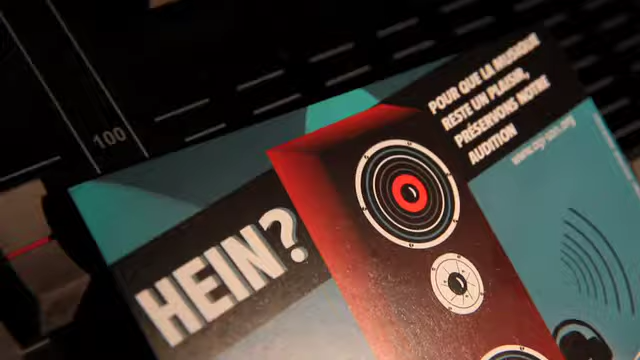 100
HEIN?
POUR QUE LA MUSIQUE
RESTE UN PLAISIR,
PRÉSERVONS NOTRE
AUDITION